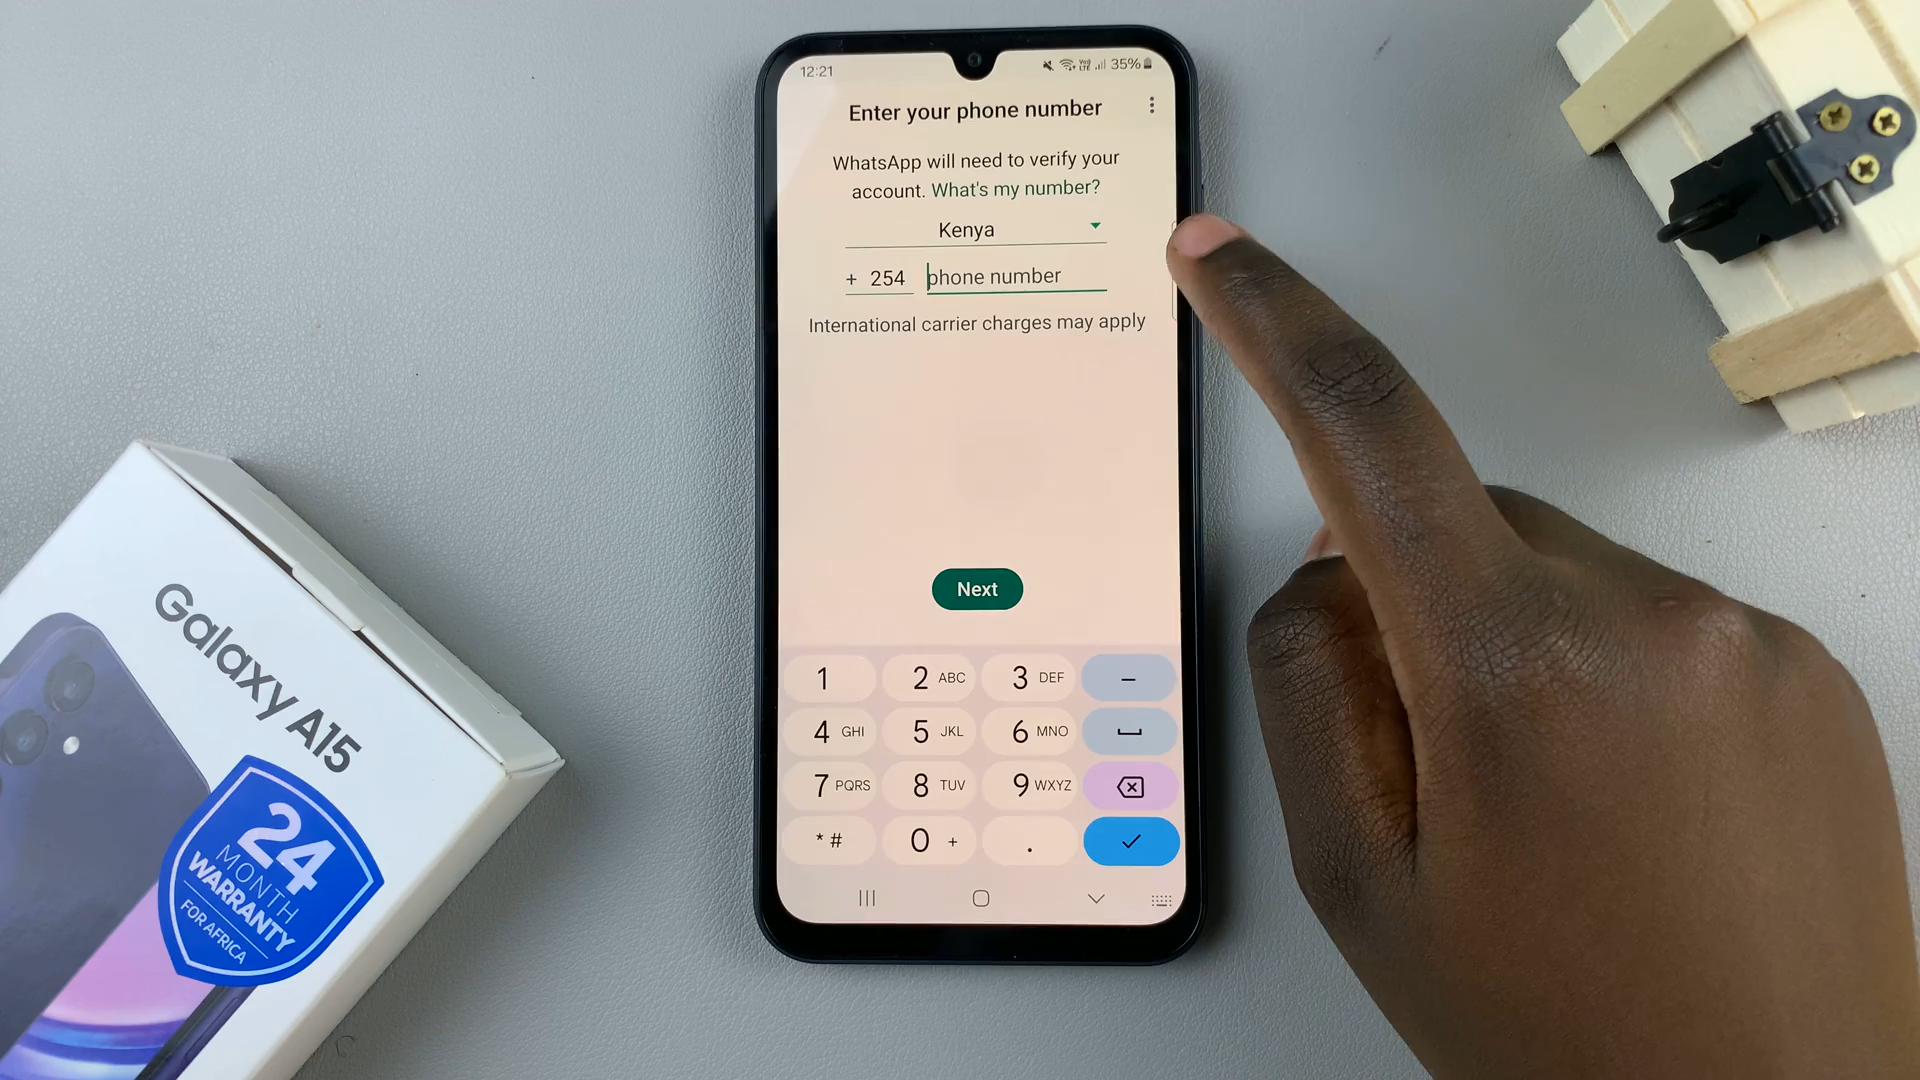 12:21
VoLTE 35%
Enter your phone number
WhatsApp will need to verify your
account. What's my number?
Kenya
+ 254 phone number
International carrier charges may apply
Next
1 2 ABC 3 DEF –
4 GHI 5 JKL 6 MNO
7 PQRS 8 TUV 9 WXYZ
* # 0 + .
Galaxy A15
24
MONTH
WARRANTY
FOR AFRICA